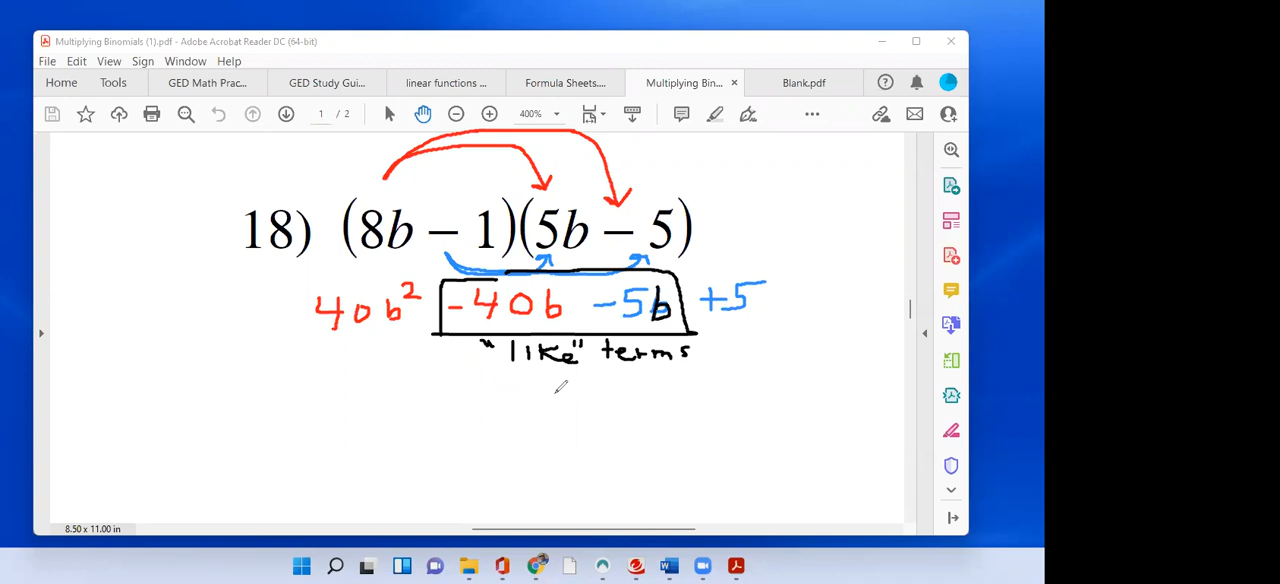 Multiplying Binomials (1).pdf - Adobe Acrobat Reader DC (64-bit)
File Edit View Sign Window Help
Home Tools GED Math Prac... GED Study Gui... linear functions ... Formula Sheets.... Multiplying Bin... × Blank.pdf
1 / 2 400%
18) (8b − 1)(5b − 5)
40b² -40b -5b +5
"like" terms
8.50 x 11.00 in